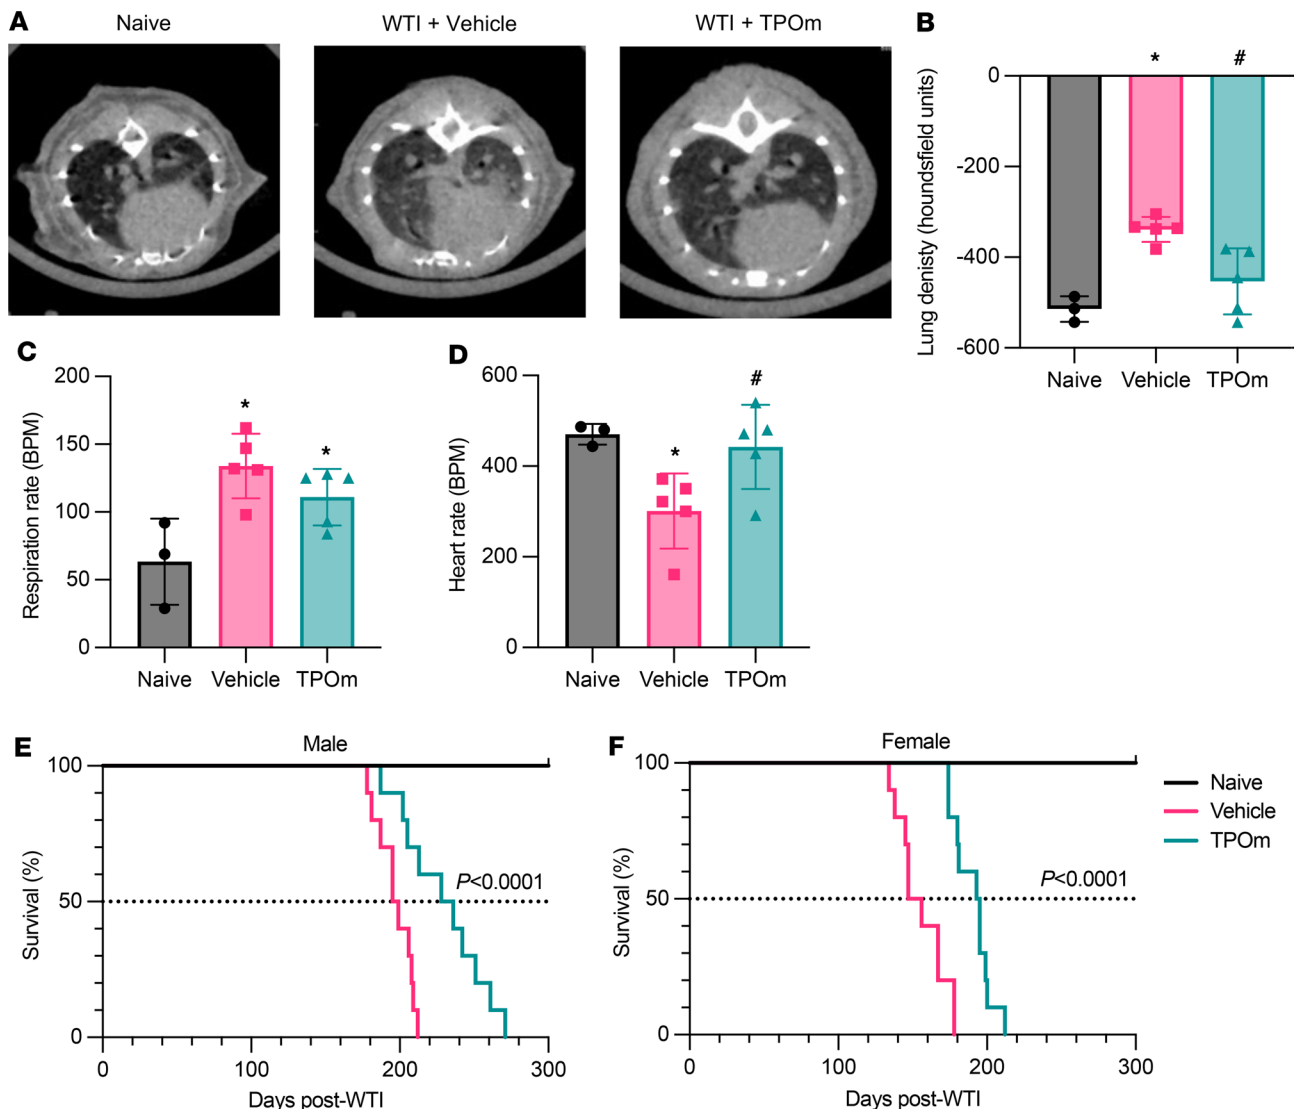 A
Naive
WTI + Vehicle
WTI + TPOm
B
Lung denisty (houndsfield units)
0
-200
-400
-600
*
#
Naive
Vehicle
TPOm
C
Respiration rate (BPM)
200
150
100
50
0
*
*
Naive
Vehicle
TPOm
D
Heart rate (BPM)
600
400
200
0
*
#
Naive
Vehicle
TPOm
E
Male
Survival (%)
100
50
0
P<0.0001
0
100
200
300
Days post-WTI
F
Female
Survival (%)
100
50
0
P<0.0001
0
100
200
300
Days post-WTI
Naive
Vehicle
TPOm